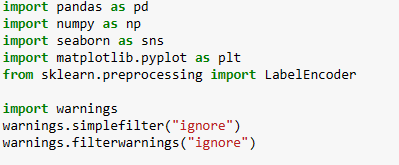 import pandas as pd
import numpy as np
import seaborn as sns
import matplotlib.pyplot as plt
from sklearn.preprocessing import LabelEncoder
import warnings
warnings.simplefilter("ignore")
warnings.filterwarnings("ignore")